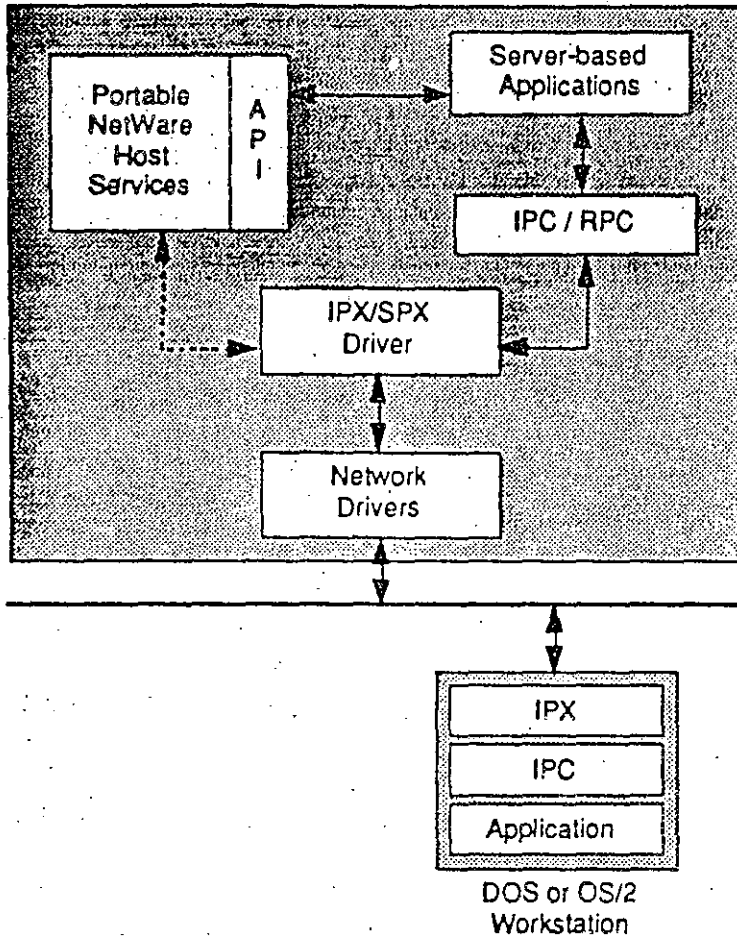 Portable
NetWare
Host
Services
A
P
I
Server-based
Applications
IPC / RPC
IPX/SPX
Driver
Network
Drivers
IPX
IPC
Application
DOS or OS/2
Workstation